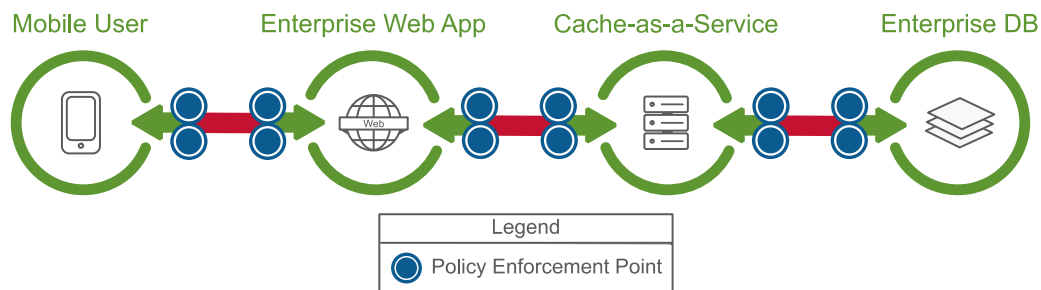 Mobile User
Enterprise Web App
Cache-as-a-Service
Enterprise DB
Web
Legend
Policy Enforcement Point